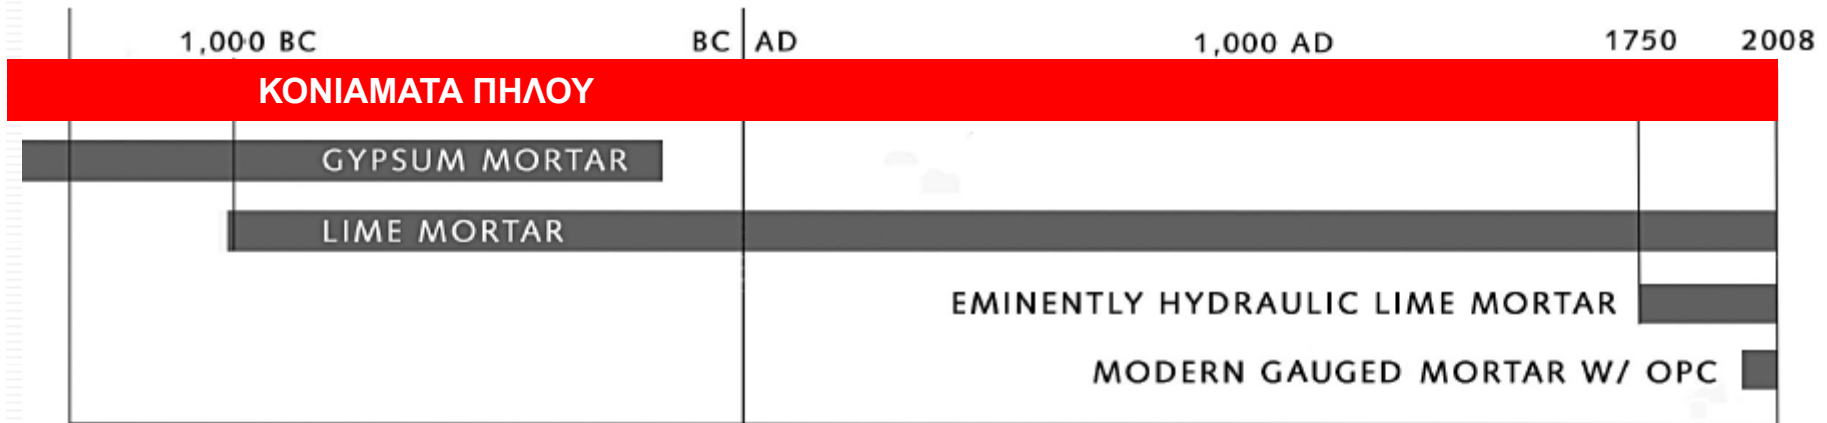 1,000 BC BC AD 1,000 AD 1750 2008
ΚΟΝΙΑΜΑΤΑ ΠΗΛΟΥ
GYPSUM MORTAR
LIME MORTAR
EMINENTLY HYDRAULIC LIME MORTAR
MODERN GAUGED MORTAR W/ OPC